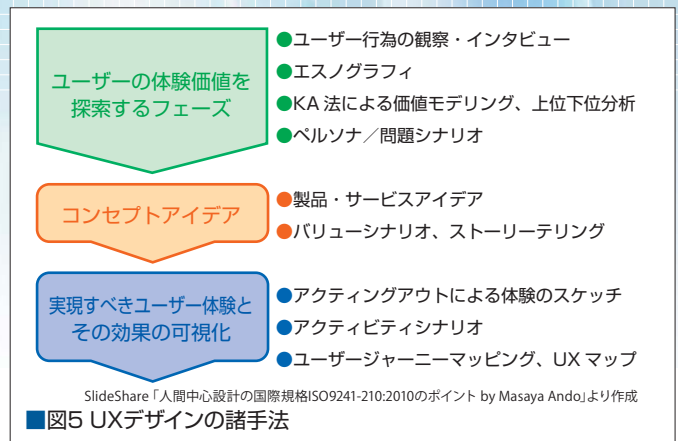 ユーザーの体験価値を
探索するフェーズ
●ユーザー行為の観察・インタビュー
●エスノグラフィ
●KA法による価値モデリング、上位下位分析
●ペルソナ／問題シナリオ
コンセプトアイデア
●製品・サービスアイデア
●バリューシナリオ、ストーリーテリング
実現すべきユーザー体験と
その効果の可視化
●アクティングアウトによる体験のスケッチ
●アクティビティシナリオ
●ユーザージャーニーマッピング、UXマップ
SlideShare「人間中心設計の国際規格ISO9241-210:2010のポイント by Masaya Ando」より作成
■図5 UXデザインの諸手法